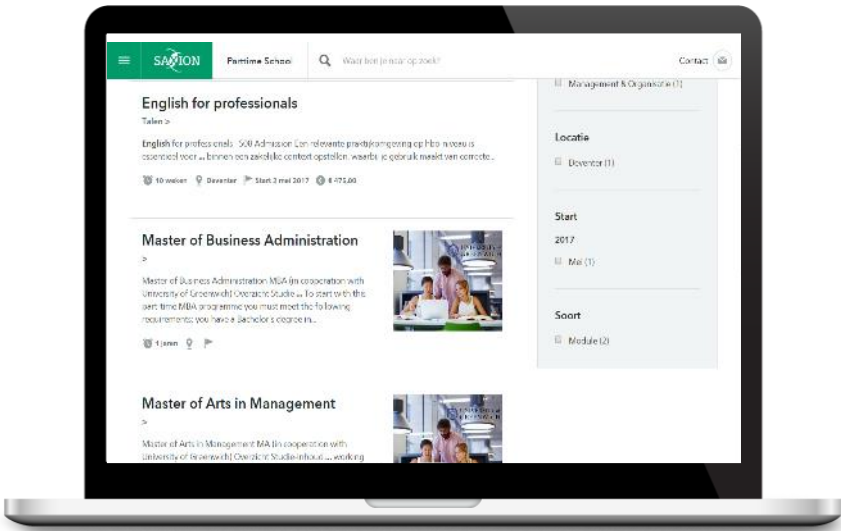 SAXION Parttime School Waar ben je naar op zoek? Contact
English for professionals
Talen >
English for professionals 500 Admission Een relevante praktijkomgeving op hbo niveau is
essentieel voor ... binnen een zakelijke context opstellen, waarbij je gebruik maakt van correcte...
10 weken Deventer Start 2 mei 2017 € 475,00
Master of Business Administration
>
Master of Business Administration MBA (in cooperation with
University of Greenwich) Overzicht Studie ... To start with the
part-time MBA programme you must meet the following
requirements: you have a Bachelor's degree in...
1 jaren
Master of Arts in Management
>
Master of Arts in Management MA (in cooperation with
University of Greenwich) Overzicht Studie-inhoud ... working
Management & Organisatie (1)
Locatie
Deventer (1)
Start
2017
Mei (1)
Soort
Module (2)